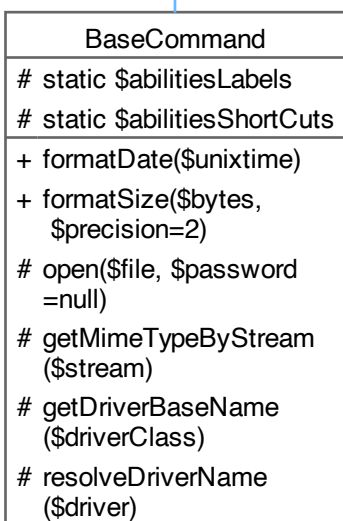 BaseCommand
# static $abilitiesLabels
# static $abilitiesShortCuts
+ formatDate($unixtime)
+ formatSize($bytes,
$precision=2)
# open($file, $password
=null)
# getMimeTypeByStream
($stream)
# getDriverBaseName
($driverClass)
# resolveDriverName
($driver)